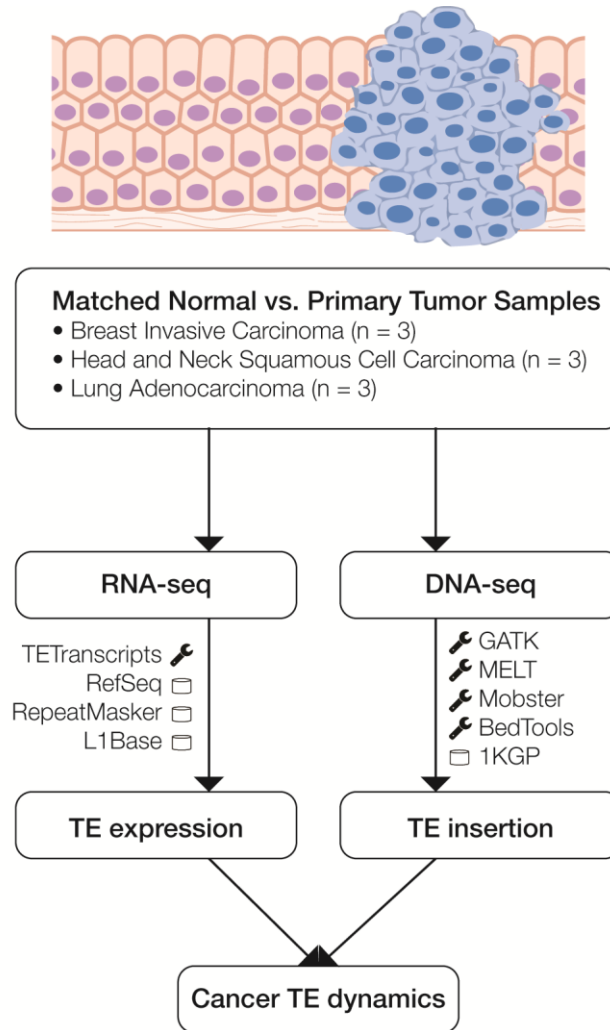 Matched Normal vs. Primary Tumor Samples
• Breast Invasive Carcinoma (n = 3)
• Head and Neck Squamous Cell Carcinoma (n = 3)
• Lung Adenocarcinoma (n = 3)
RNA-seq
DNA-seq
TETranscripts
RefSeq
RepeatMasker
L1Base
GATK
MELT
Mobster
BedTools
1KGP
TE expression
TE insertion
Cancer TE dynamics